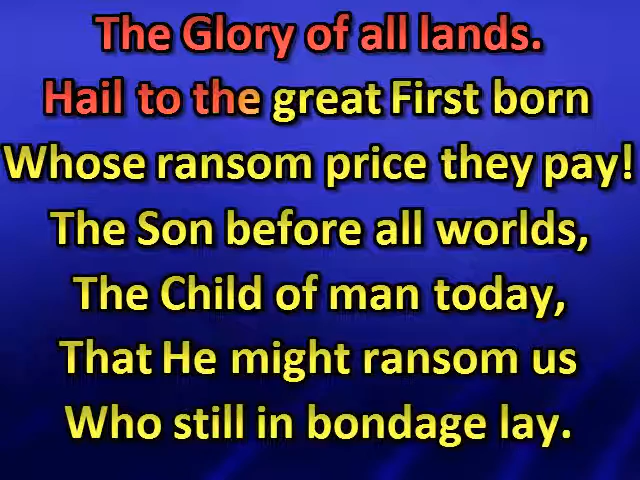 The Glory of all lands.
Hail to the great First born
Whose ransom price they pay!
The Son before all worlds,
The Child of man today,
That He might ransom us
Who still in bondage lay.